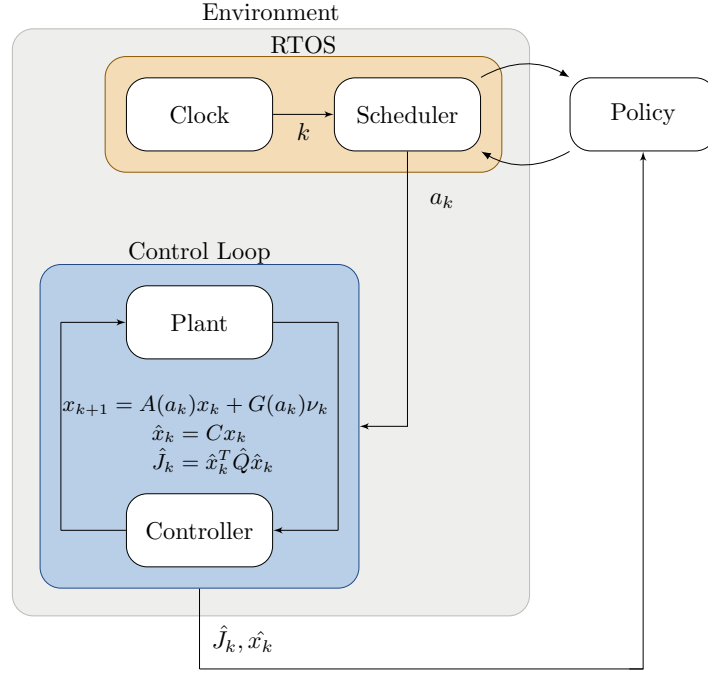 Environment
RTOS
Clock
k
Scheduler
Policy
a_k
Control Loop
Plant
x_{k+1} = A(a_k)x_k + G(a_k)ν_k
x̂_k = Cx_k
Ĵ_k = x̂_k^T Q̂ x̂_k
Controller
Ĵ_k, x̂_k